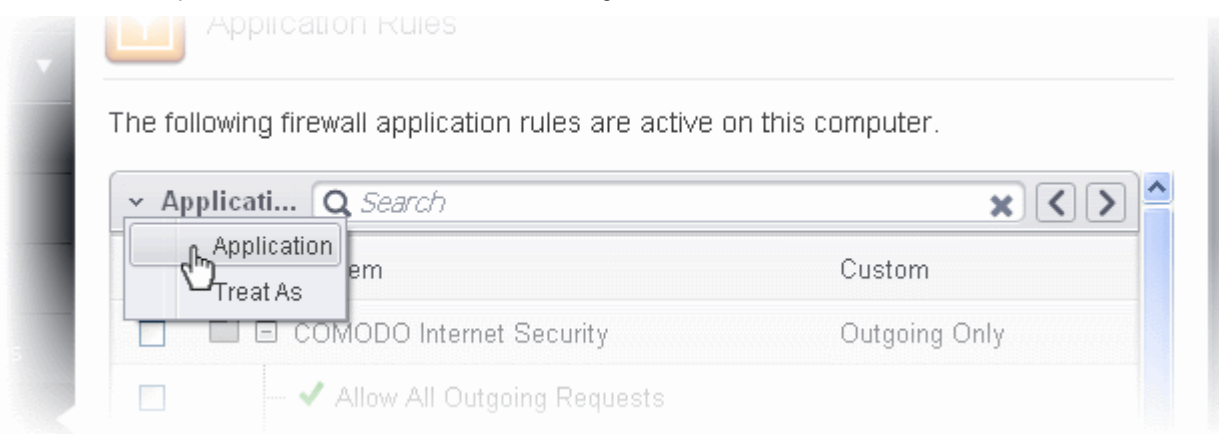 Application Rules
The following firewall application rules are active on this computer.
Applicati... Search
Application
em Custom
Treat As
COMODO Internet Security Outgoing Only
Allow All Outgoing Requests